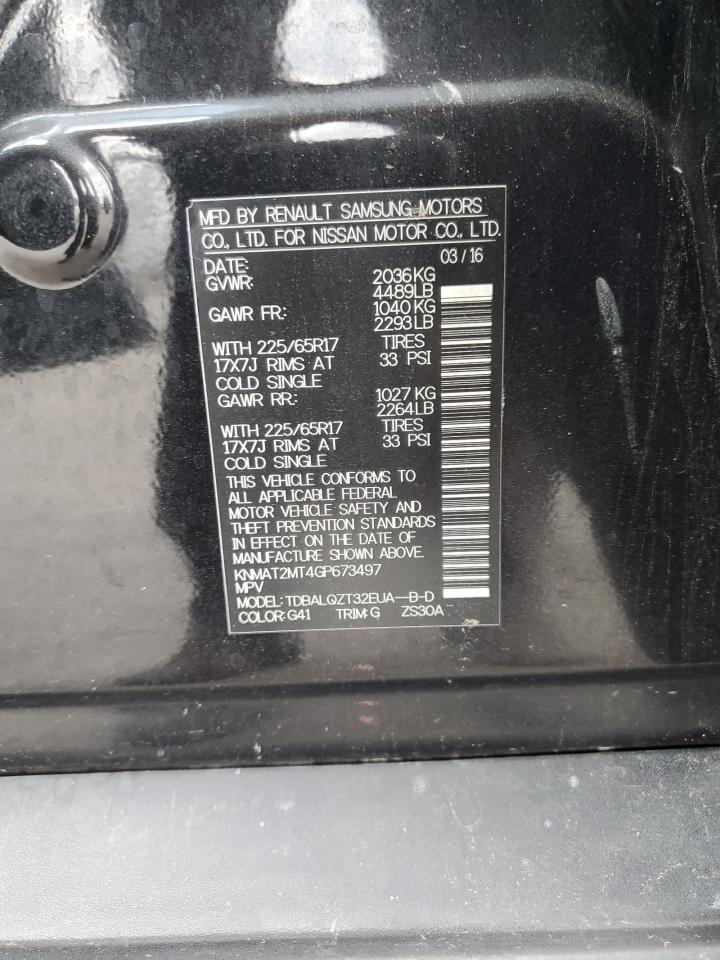 MFD BY RENAULT SAMSUNG MOTORS
CO., LTD. FOR NISSAN MOTOR CO., LTD.
DATE: 03 / 16
GVWR: 2036KG
4489LB
GAWR FR: 1040KG
2293LB
WITH 225/65R17 TIRES
17X7J RIMS AT 33 PSI
COLD SINGLE
GAWR RR: 1027KG
2264LB
WITH 225/65R17 TIRES
17X7J RIMS AT 33 PSI
COLD SINGLE
THIS VEHICLE CONFORMS TO
ALL APPLICABLE FEDERAL
MOTOR VEHICLE SAFETY AND
THEFT PREVENTION STANDARDS
IN EFFECT ON THE DATE OF
MANUFACTURE SHOWN ABOVE.
KNMAT2MT4GP673497
MPV
MODEL: TDBALQZT32EUA--B-D
COLOR:G41 TRIM:G ZS30A